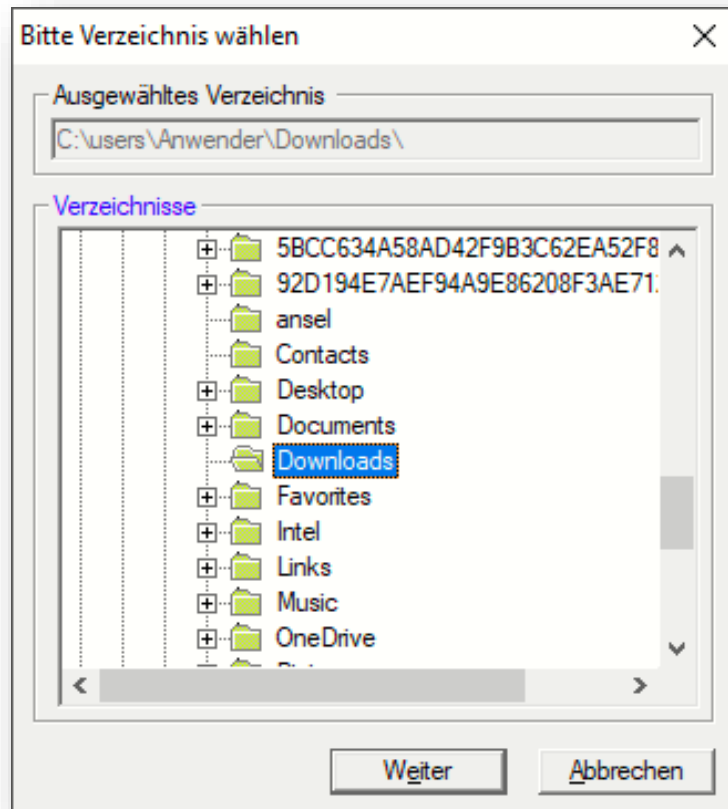 Bitte Verzeichnis wählen
Ausgewähltes Verzeichnis
C:\users\Anwender\Downloads\
Verzeichnisse
5BCC634A58AD42F9B3C62EA52F8
92D194E7AEF94A9E86208F3AE71
ansel
Contacts
Desktop
Documents
Downloads
Favorites
Intel
Links
Music
OneDrive
Weiter
Abbrechen